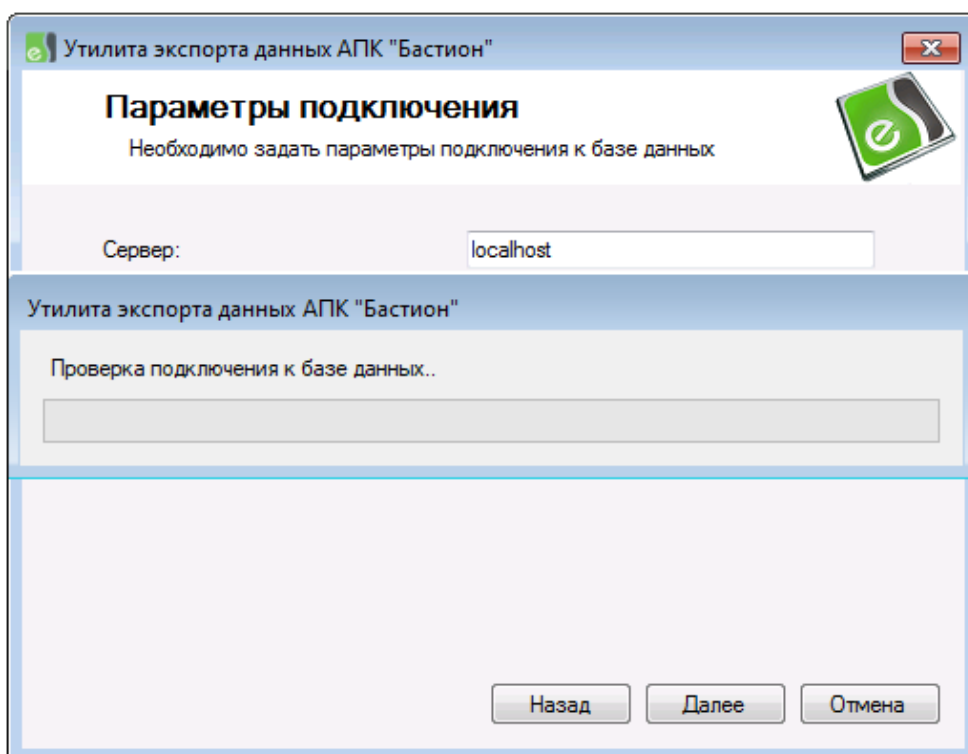 Утилита экспорта данных АПК "Бастион"
Параметры подключения
Необходимо задать параметры подключения к базе данных
Сервер: localhost
Утилита экспорта данных АПК "Бастион"
Проверка подключения к базе данных..
Назад Далее Отмена